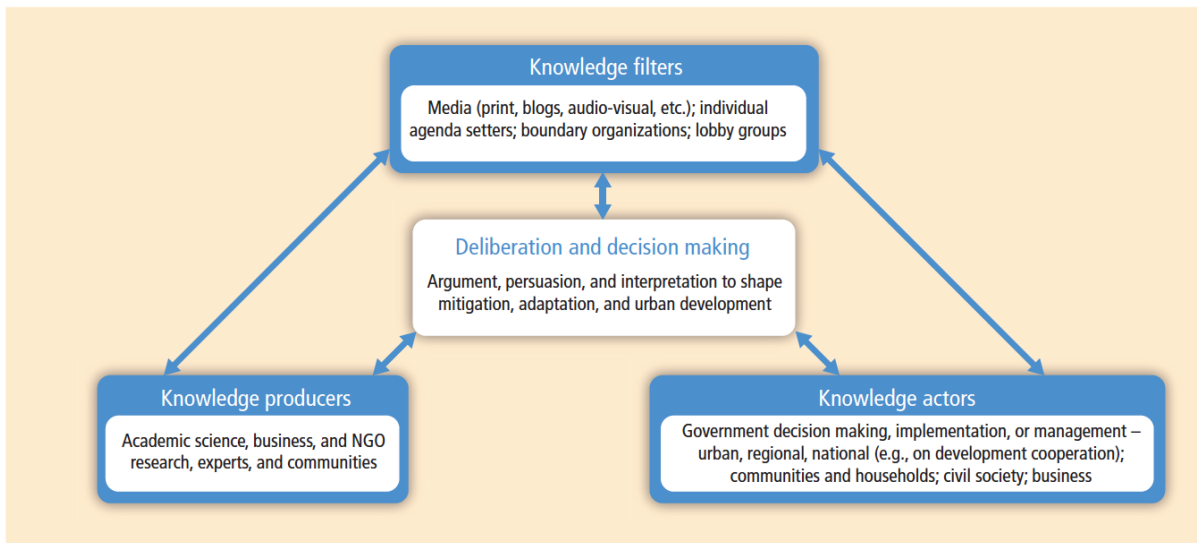 Knowledge filters
Media (print, blogs, audio-visual, etc.); individual
agenda setters; boundary organizations; lobby groups
Deliberation and decision making
Argument, persuasion, and interpretation to shape
mitigation, adaptation, and urban development
Knowledge producers
Academic science, business, and NGO
research, experts, and communities
Knowledge actors
Government decision making, implementation, or management –
urban, regional, national (e.g., on development cooperation);
communities and households; civil society; business